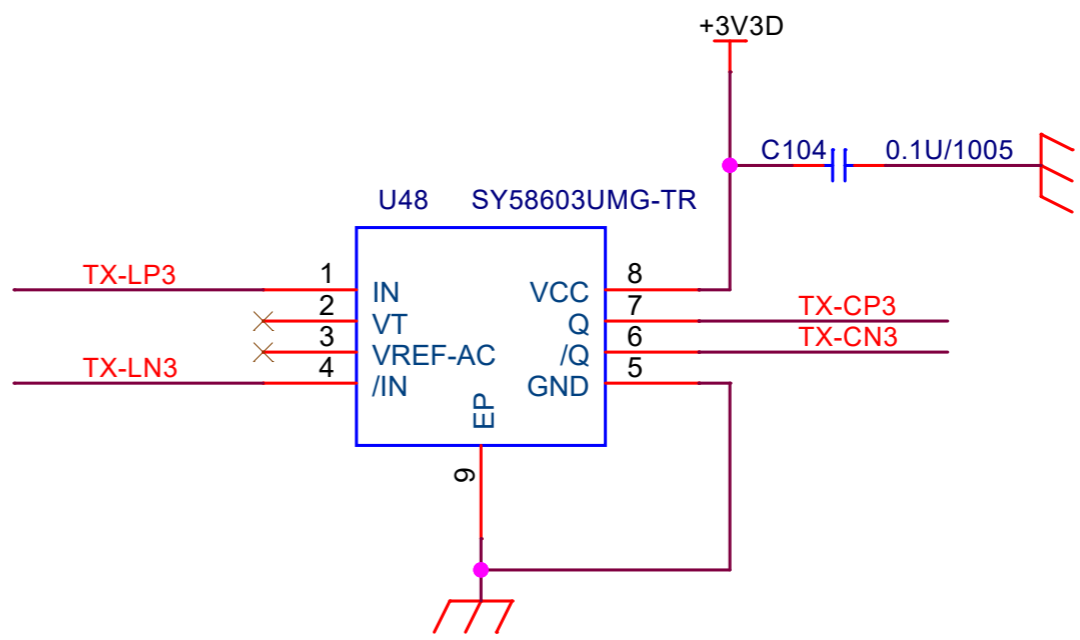 +3V3D
C104 0.1U/1005
U48 SY58603UMG-TR
TX-LP3 1 IN VCC 8
2 VT Q 7 TX-CP3
3 VREF-AC /Q 6 TX-CN3
TX-LN3 4 /IN GND 5
EP
9